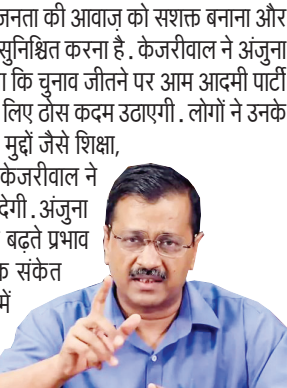 जनता की आवाज़ को सशक्त बनाना और
सुनिश्चित करना है. केजरीवाल ने अंजुना
कि चुनाव जीतने पर आम आदमी पार्टी
लिए ठोस कदम उठाएगी. लोगों ने उनके
मुद्दों जैसे शिक्षा,
केजरीवाल ने
देगी. अंजुना
बढ़ते प्रभाव
संकेत
में